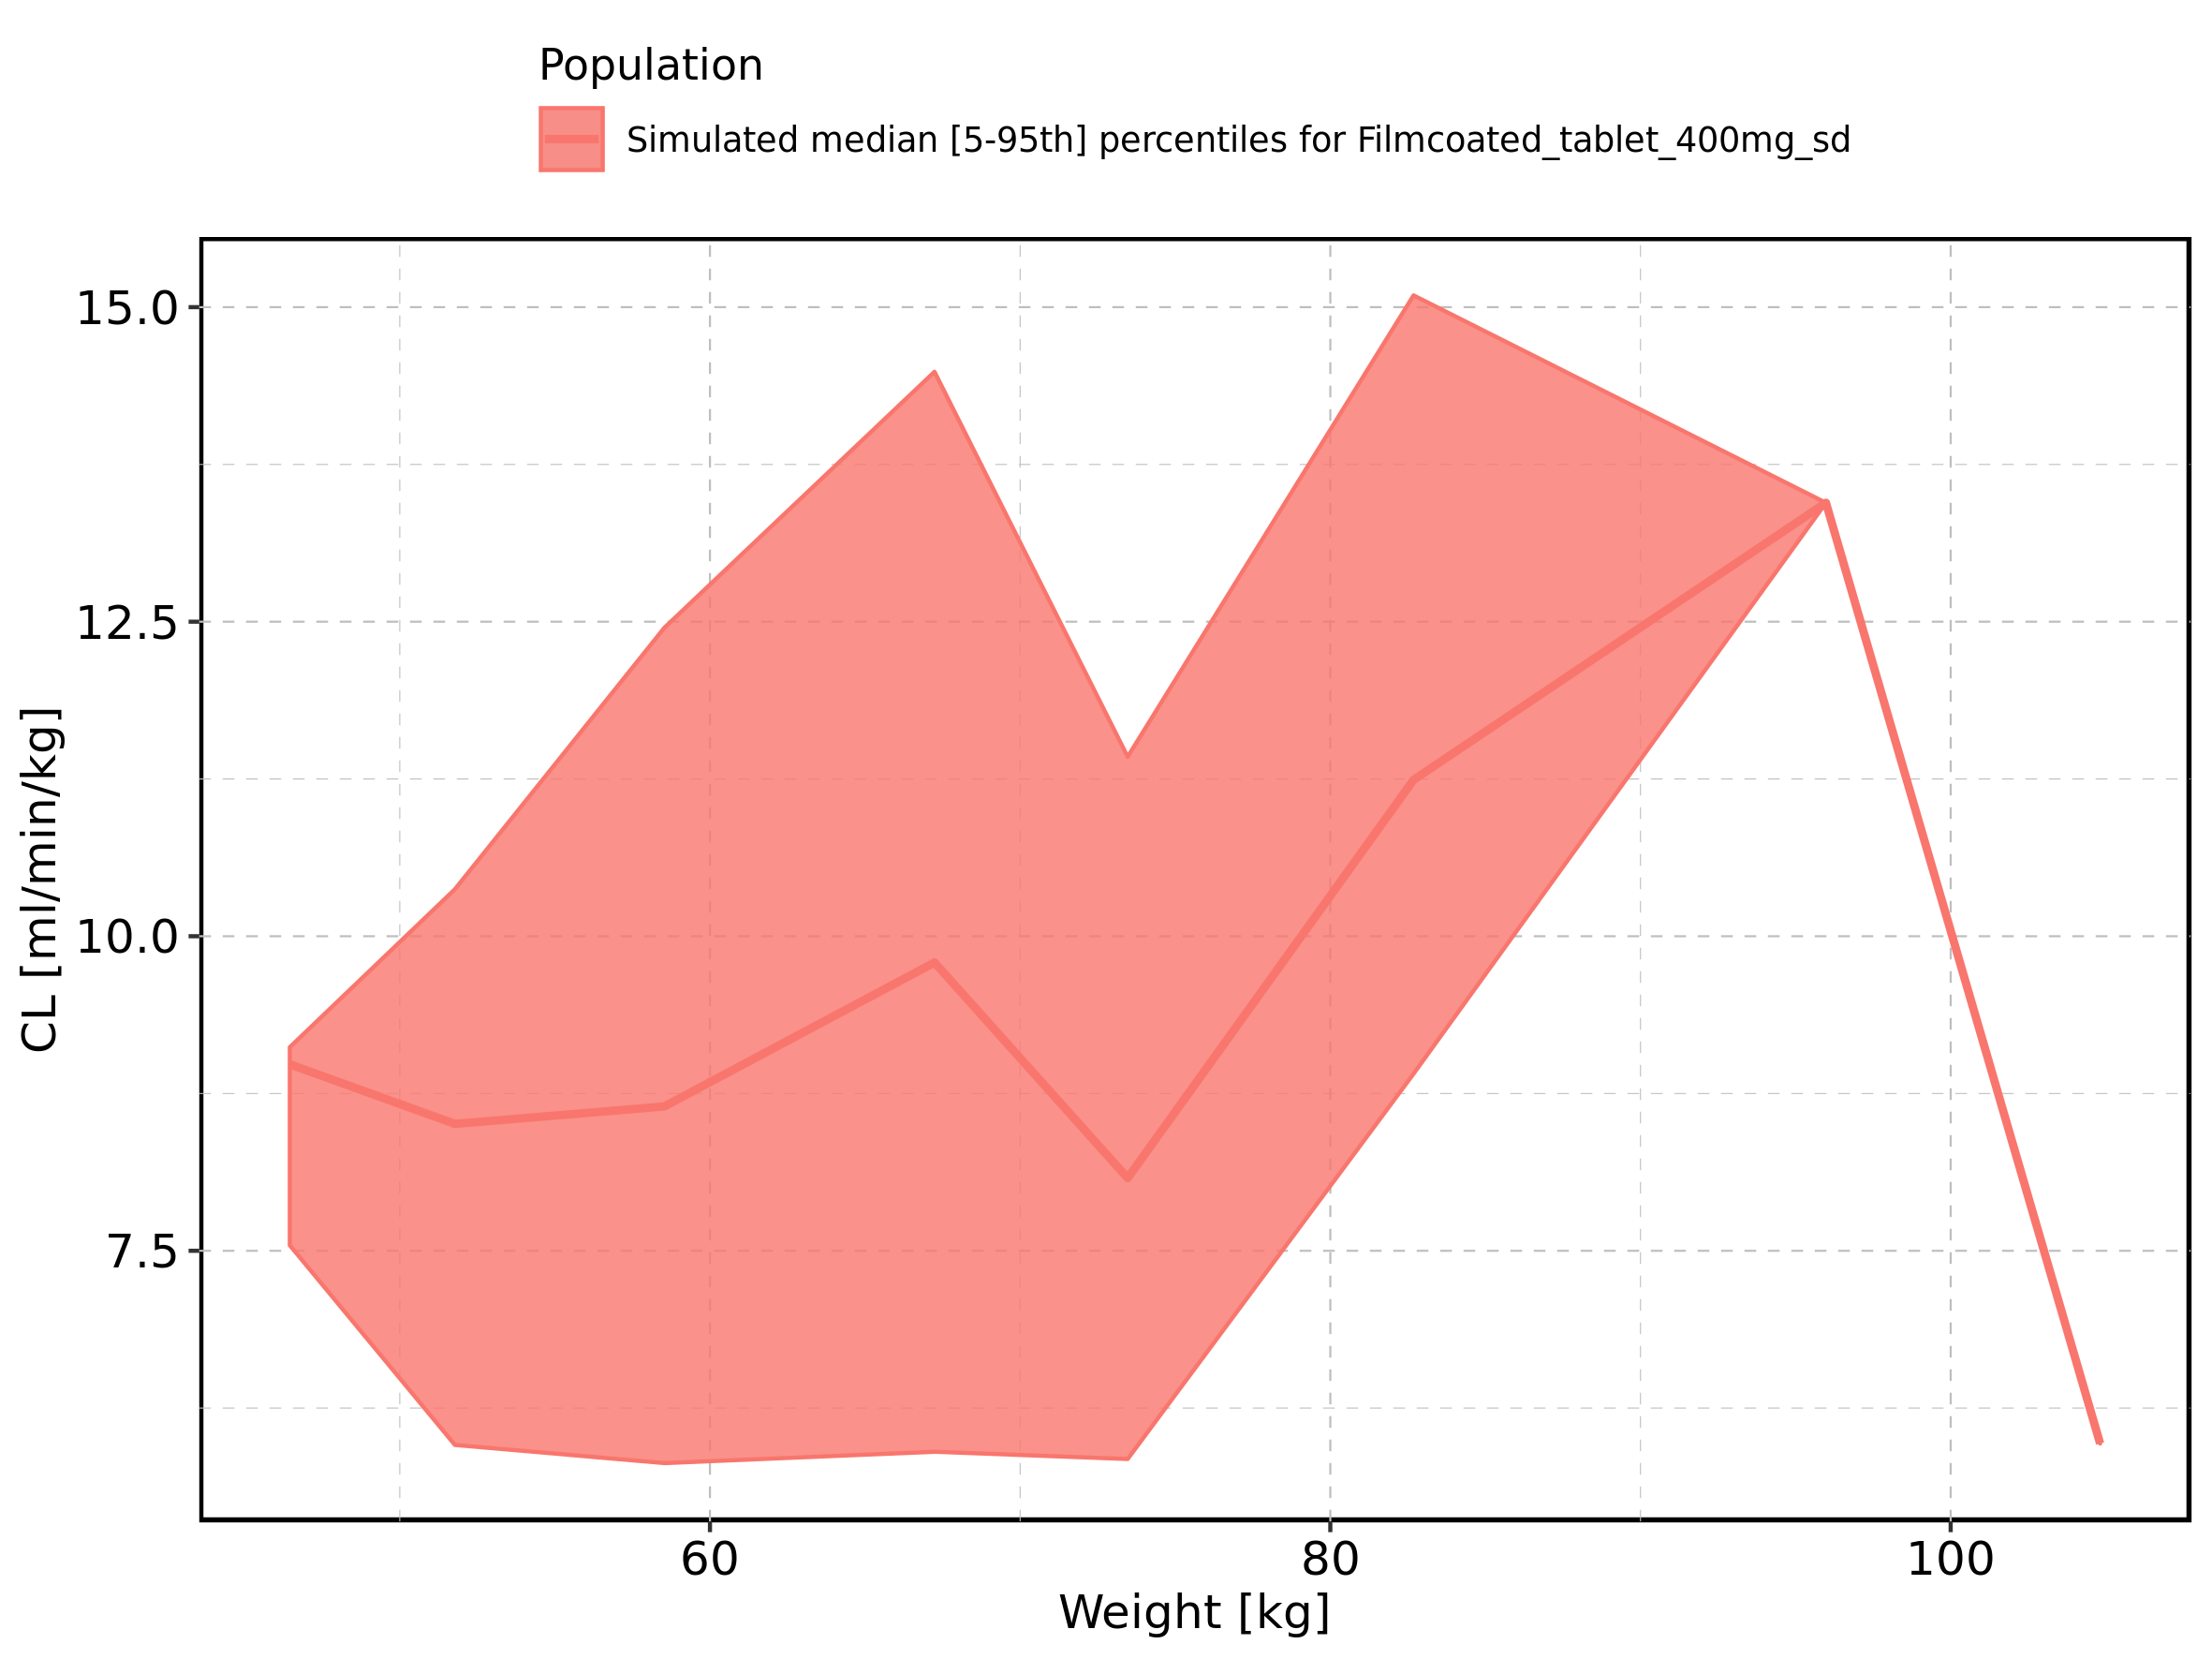 Population
Simulated median [5-95th] percentiles for Filmcoated_tablet_400mg_sd
15.0
12.5
10.0
7.5
CL [ml/min/kg]
60 80 100
Weight [kg]